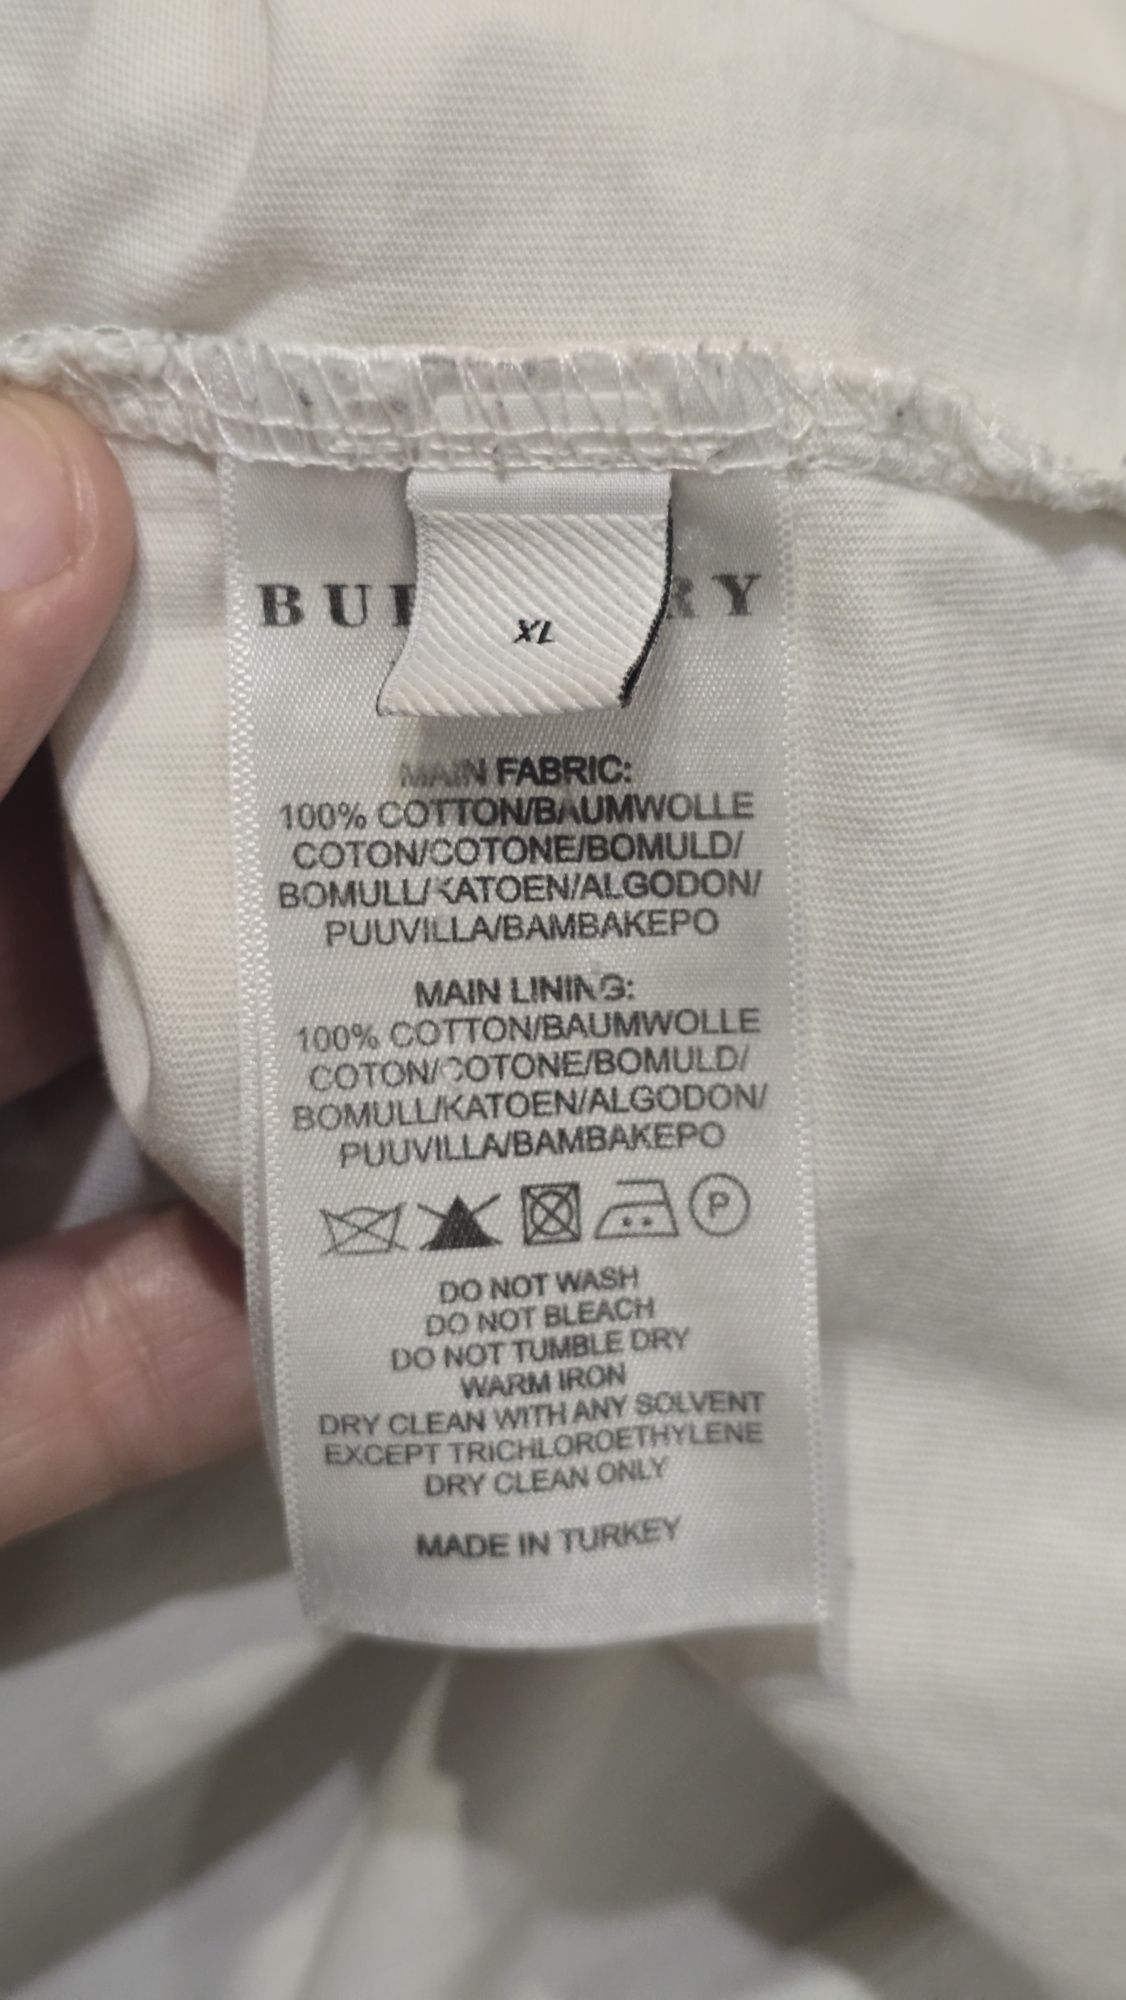 XL
MAIN FABRIC:
100% COTTON/BAUMWOLLE
COTON/COTONE/BOMULD/
BOMULL/KATOEN/ALGODON/
PUUVILLA/BAMBAKEPO
MAIN LINING:
100% COTTON/BAUMWOLLE
COTON/COTONE/BOMULD/
BOMULL/KATOEN/ALGODON/
PUUVILLA/BAMBAKEPO
P
DO NOT WASH
DO NOT BLEACH
DO NOT TUMBLE DRY
WARM IRON
DRY CLEAN WITH ANY SOLVENT
EXCEPT TRICHLOROETHYLENE
DRY CLEAN ONLY
MADE IN TURKEY